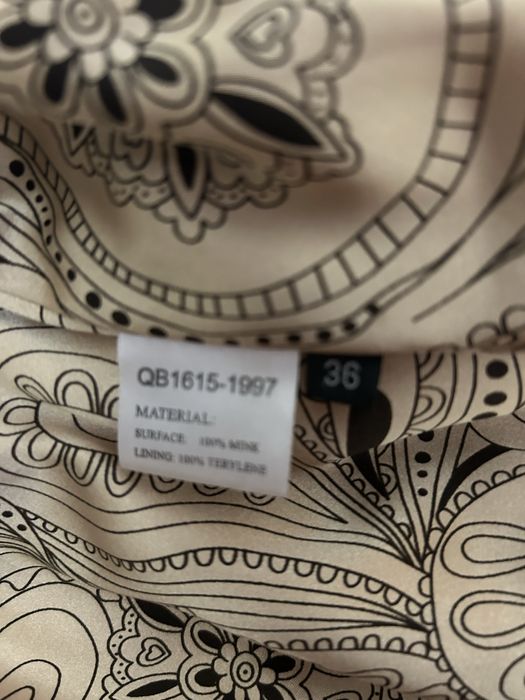 QB1615-1997
36
MATERIAL:
SURFACE: 100% MINK
LINING: 100% TERYLENE